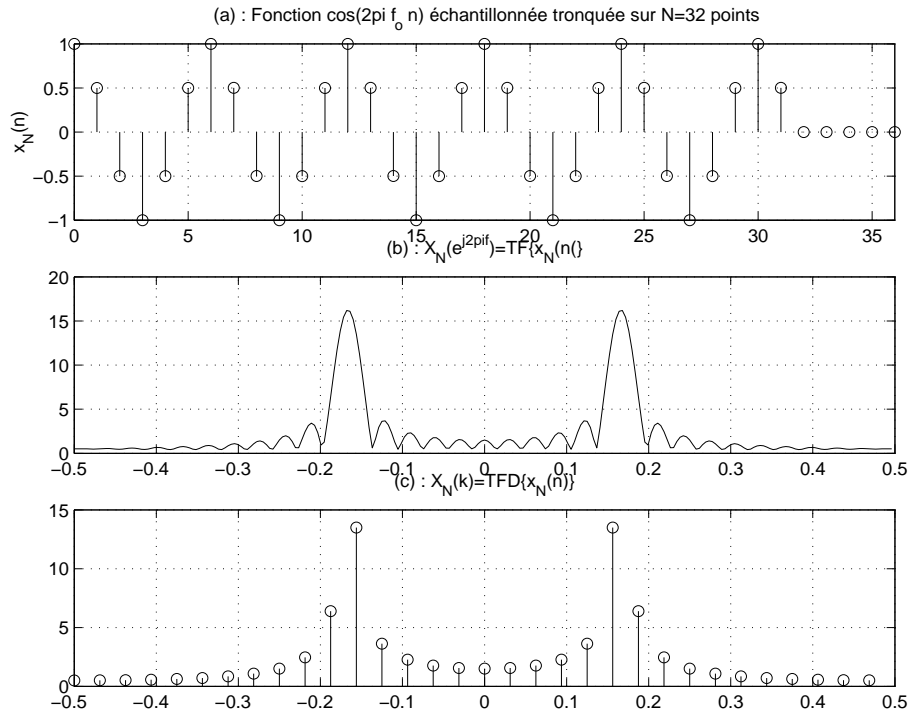 (a) : Fonction cos(2pi f_o n) échantillonnée tronquée sur N=32 points
1
0.5
0
−0.5
−1
x_N(n)
0 5 10 15 20 25 30 35
(b) : X_N(e^j2pif)=TF{x_N(n(}
20
15
10
5
0
−0.5 −0.4 −0.3 −0.2 −0.1 0 0.1 0.2 0.3 0.4 0.5
(c) : X_N(k)=TFD{x_N(n)}
15
10
5
0
−0.5 −0.4 −0.3 −0.2 −0.1 0 0.1 0.2 0.3 0.4 0.5